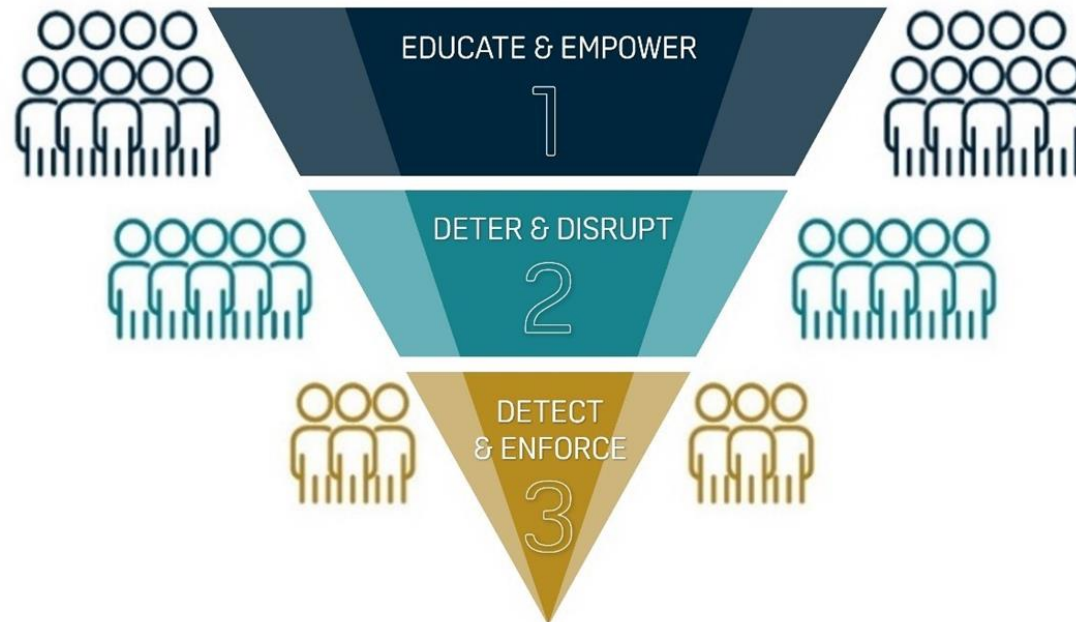 EDUCATE & EMPOWER
1
DETER & DISRUPT
2
DETECT
& ENFORCE
3